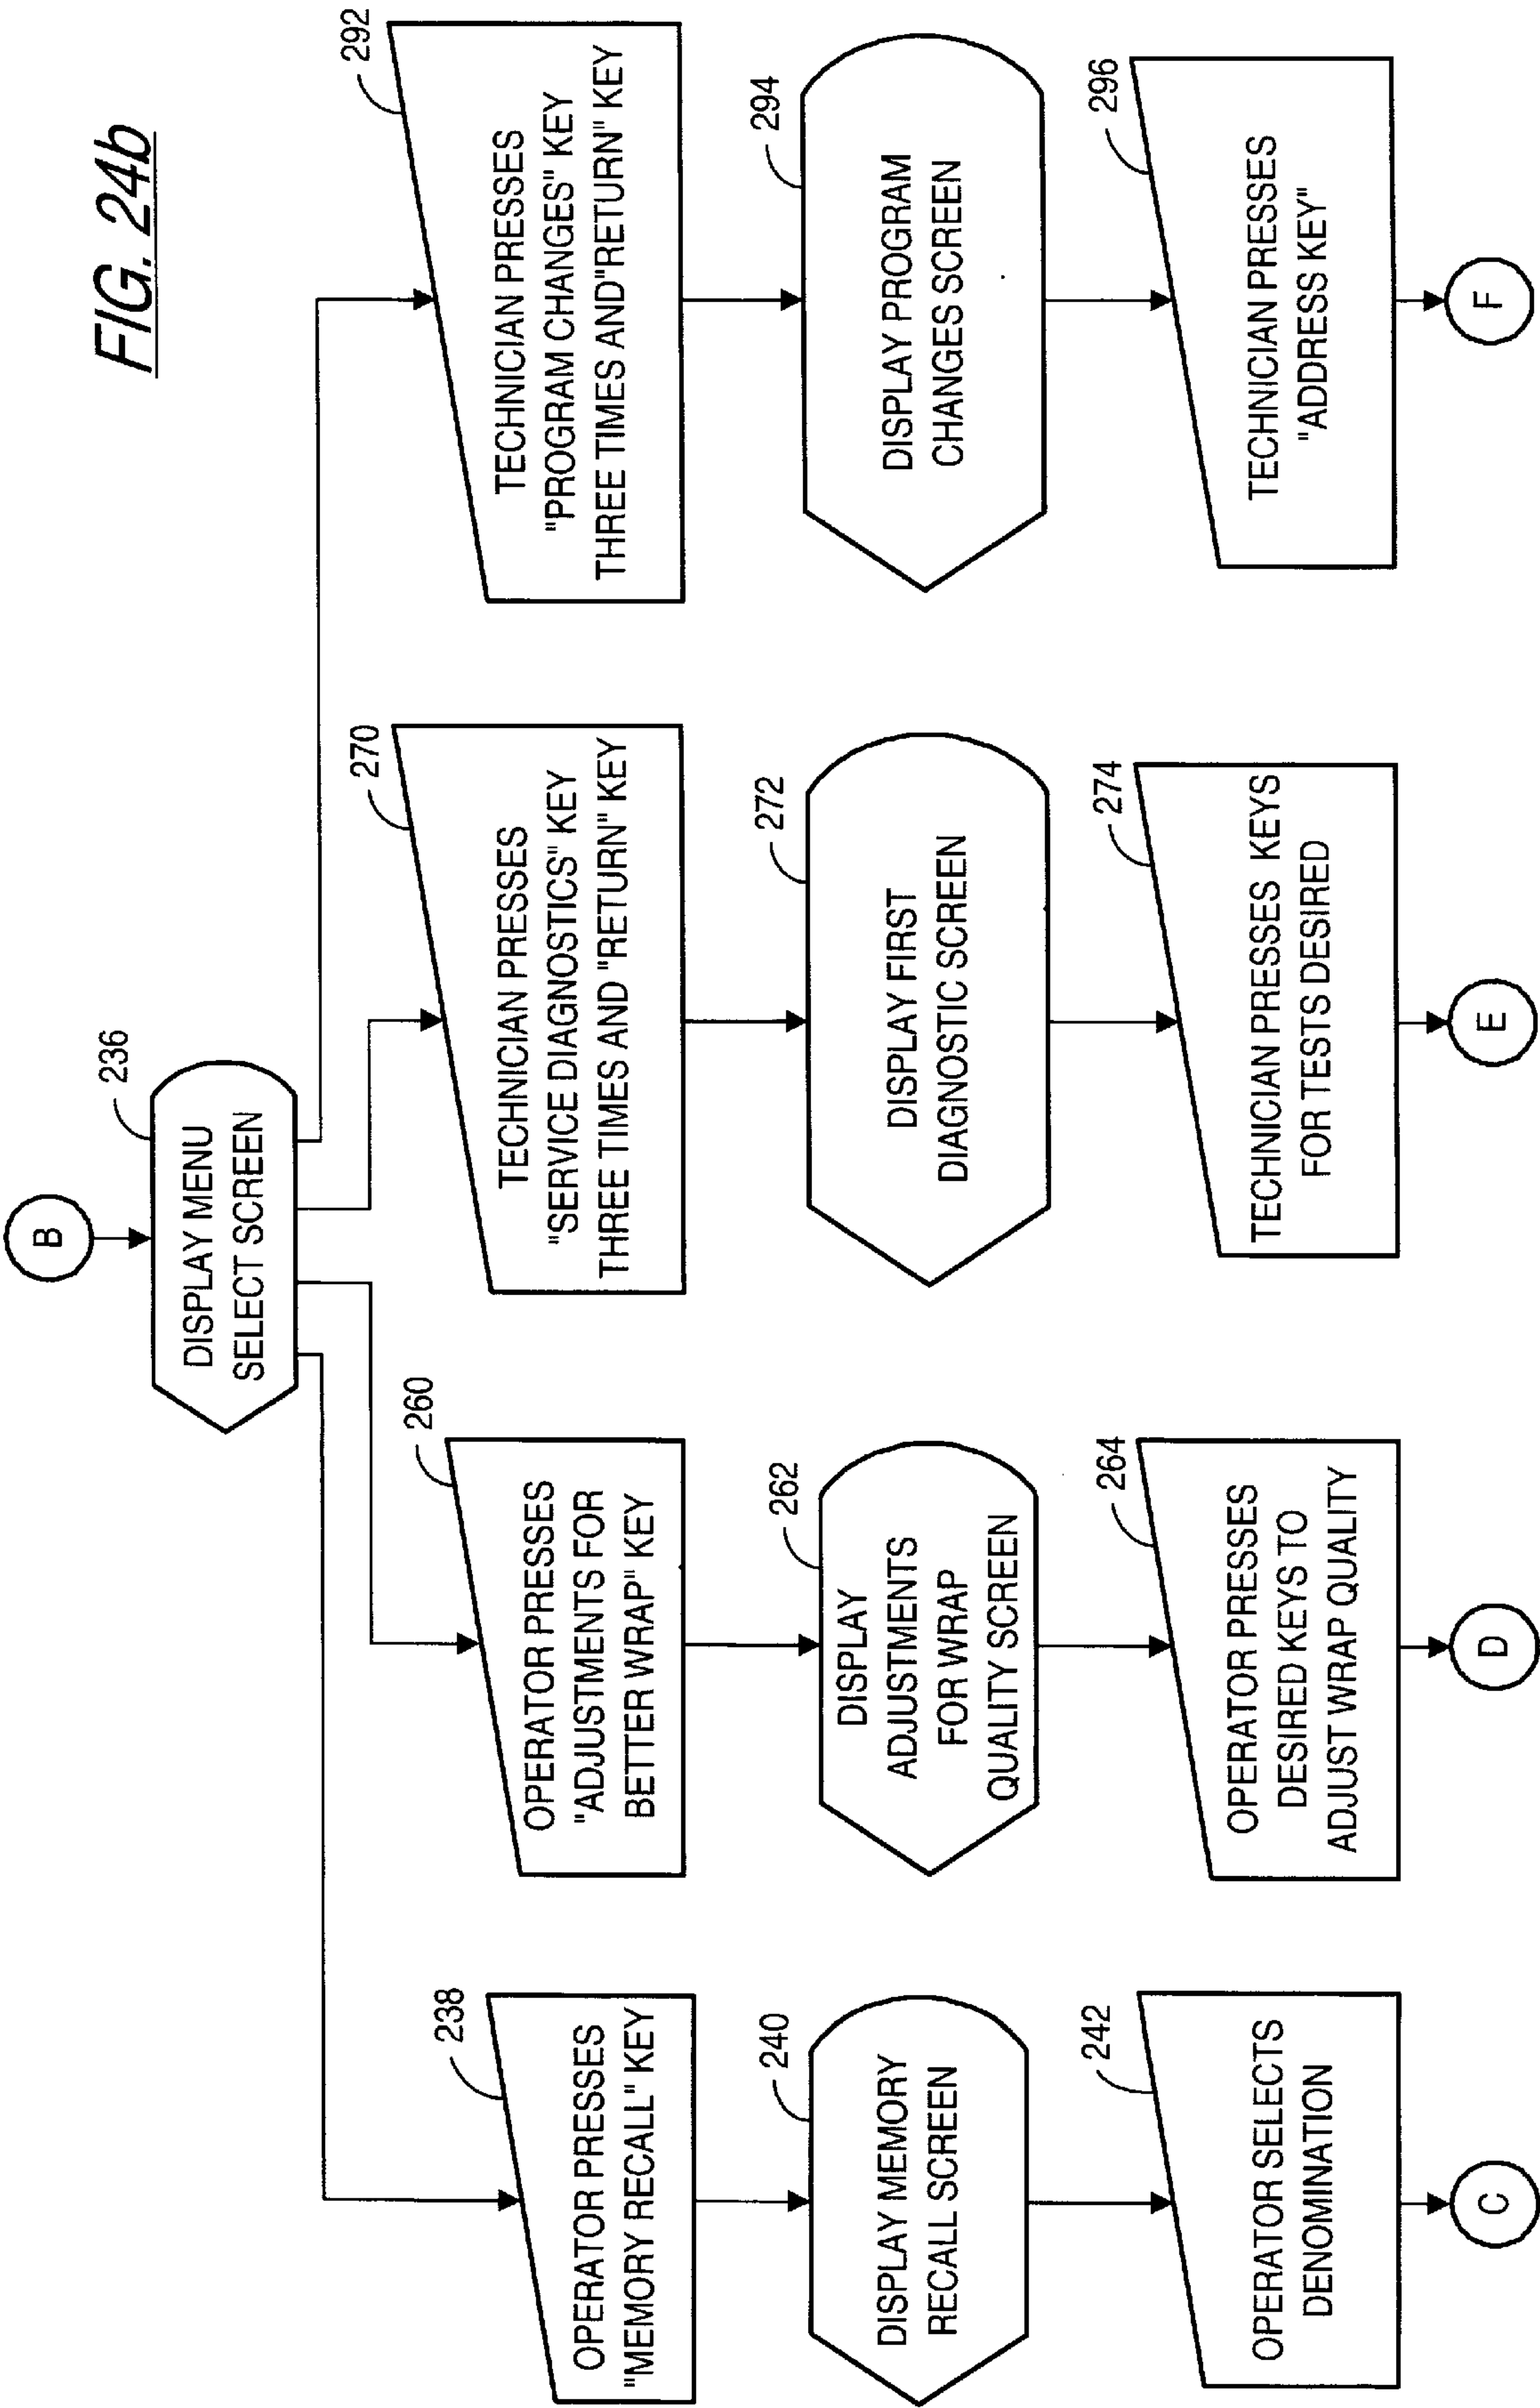 FIG. 24b
B
236
DISPLAY MENU
SELECT SCREEN
238
OPERATOR PRESSES
"MEMORY RECALL" KEY
240
DISPLAY MEMORY
RECALL SCREEN
242
OPERATOR SELECTS
DENOMINATION
C
260
OPERATOR PRESSES
"ADJUSTMENTS FOR
BETTER WRAP" KEY
262
DISPLAY
ADJUSTMENTS
FOR WRAP
QUALITY SCREEN
264
OPERATOR PRESSES
DESIRED KEYS TO
ADJUST WRAP QUALITY
D
270
TECHNICIAN PRESSES
"SERVICE DIAGNOSTICS" KEY
THREE TIMES AND "RETURN" KEY
272
DISPLAY FIRST
DIAGNOSTIC SCREEN
274
TECHNICIAN PRESSES KEYS
FOR TESTS DESIRED
E
292
TECHNICIAN PRESSES
"PROGRAM CHANGES" KEY
THREE TIMES AND"RETURN" KEY
294
DISPLAY PROGRAM
CHANGES SCREEN
296
TECHNICIAN PRESSES
"ADDRESS KEY"
F